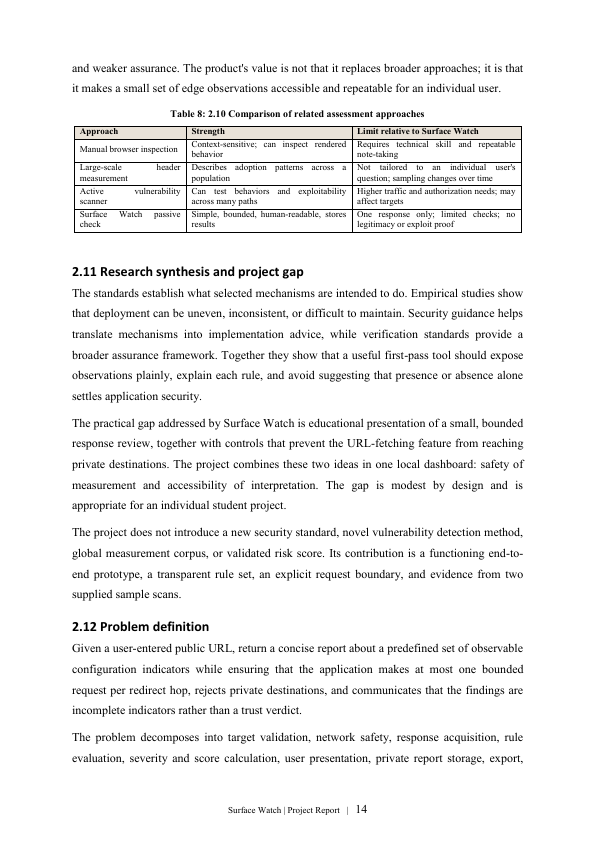 and weaker assurance. The product's value is not that it replaces broader approaches; it is that
it makes a small set of edge observations accessible and repeatable for an individual user.
Table 8: 2.10 Comparison of related assessment approaches
Approach Strength Limit relative to Surface Watch
Manual browser inspection Context-sensitive; can inspect rendered behavior Requires technical skill and repeatable note-taking
Large-scale header measurement Describes adoption patterns across a population Not tailored to an individual user's question; sampling changes over time
Active vulnerability scanner Can test behaviors and exploitability across many paths Higher traffic and authorization needs; may affect targets
Surface Watch passive check Simple, bounded, human-readable, stores results One response only; limited checks; no legitimacy or exploit proof
2.11 Research synthesis and project gap
The standards establish what selected mechanisms are intended to do. Empirical studies show
that deployment can be uneven, inconsistent, or difficult to maintain. Security guidance helps
translate mechanisms into implementation advice, while verification standards provide a
broader assurance framework. Together they show that a useful first-pass tool should expose
observations plainly, explain each rule, and avoid suggesting that presence or absence alone
settles application security.
The practical gap addressed by Surface Watch is educational presentation of a small, bounded
response review, together with controls that prevent the URL-fetching feature from reaching
private destinations. The project combines these two ideas in one local dashboard: safety of
measurement and accessibility of interpretation. The gap is modest by design and is
appropriate for an individual student project.
The project does not introduce a new security standard, novel vulnerability detection method,
global measurement corpus, or validated risk score. Its contribution is a functioning end-to-
end prototype, a transparent rule set, an explicit request boundary, and evidence from two
supplied sample scans.
2.12 Problem definition
Given a user-entered public URL, return a concise report about a predefined set of observable
configuration indicators while ensuring that the application makes at most one bounded
request per redirect hop, rejects private destinations, and communicates that the findings are
incomplete indicators rather than a trust verdict.
The problem decomposes into target validation, network safety, response acquisition, rule
evaluation, severity and score calculation, user presentation, private report storage, export,
Surface Watch | Project Report | 14